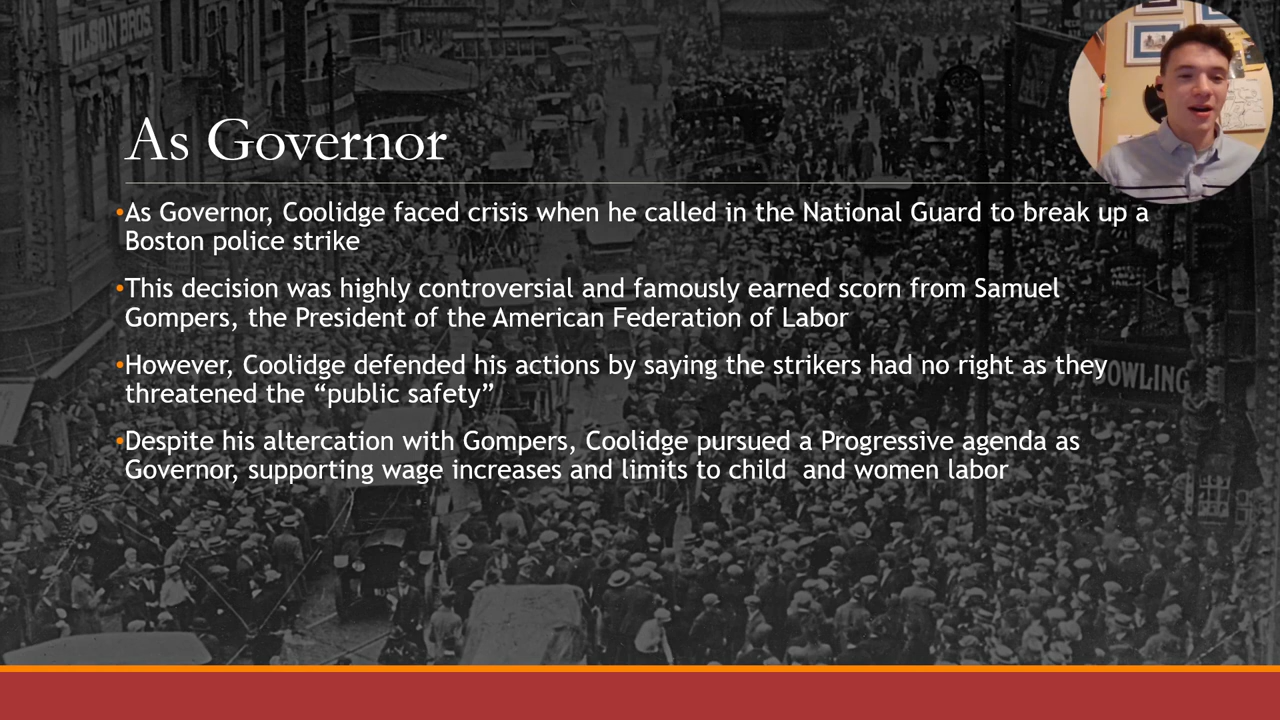 WILSON BROS.
As Governor
•As Governor, Coolidge faced crisis when he called in the National Guard to break up a
Boston police strike
•This decision was highly controversial and famously earned scorn from Samuel
Gompers, the President of the American Federation of Labor
•However, Coolidge defended his actions by saying the strikers had no right as they
threatened the “public safety”
•Despite his altercation with Gompers, Coolidge pursued a Progressive agenda as
Governor, supporting wage increases and limits to child  and women labor